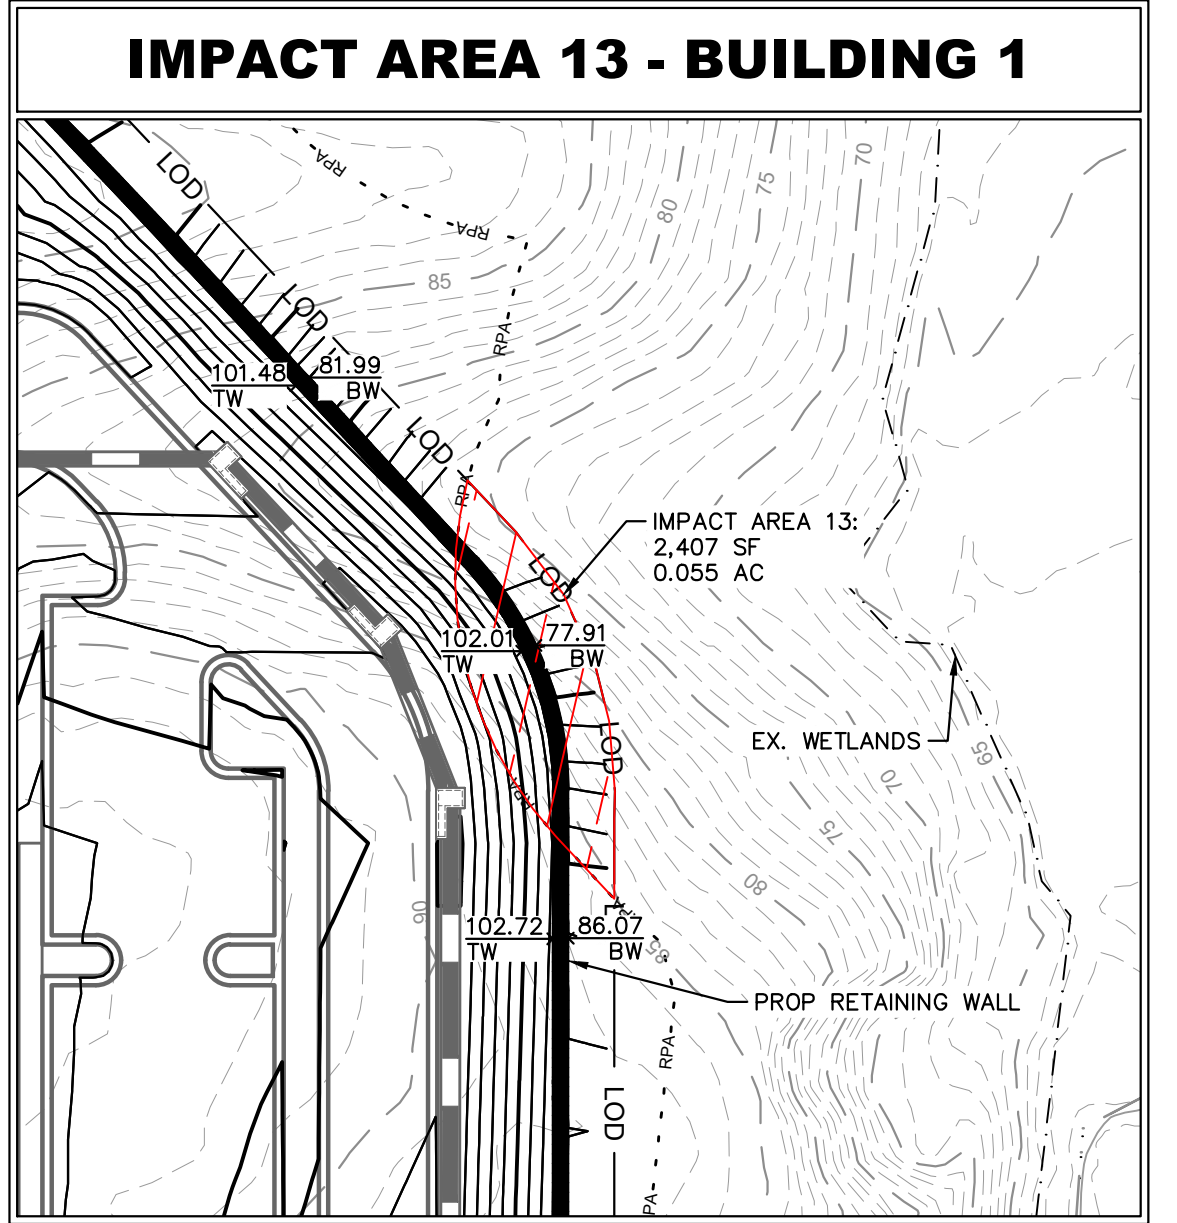 IMPACT AREA 13 - BUILDING 1
LOD
RPA
RPA
70
75
80
85
LOD
RPA
101.48
TW
81.99
BW
LOD
RPA
IMPACT AREA 13:
2,407 SF
0.055 AC
LOD
102.01
TW
77.91
BW
LOD
EX. WETLANDS
65
70
75
80
RPA
90
102.72
TW
86.07
BW
85
PROP RETAINING WALL
RPA
LOD
PA